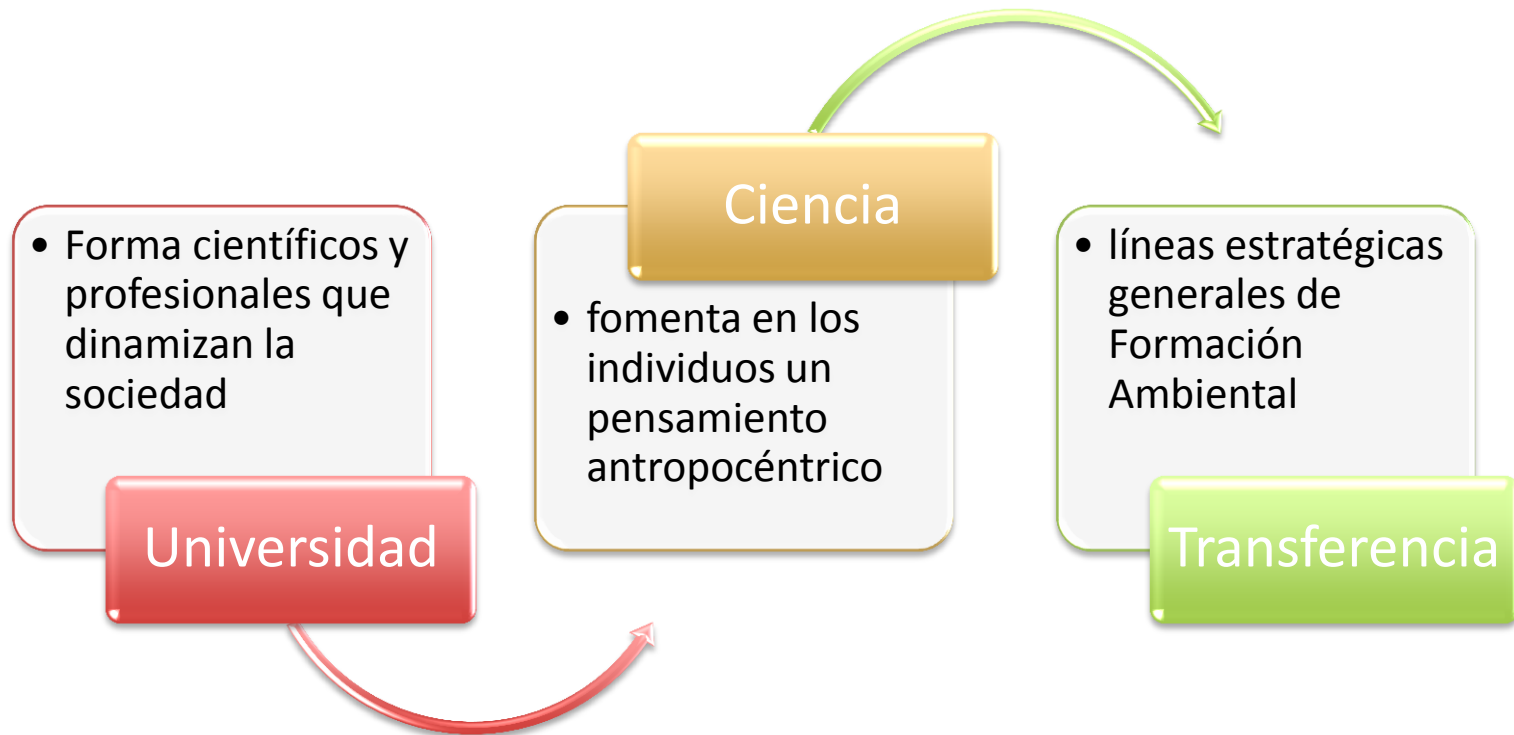 • Forma científicos y
profesionales que
dinamizan la
sociedad
Universidad
Ciencia
• fomenta en los
individuos un
pensamiento
antropocéntrico
• líneas estratégicas
generales de
Formación
Ambiental
Transferencia